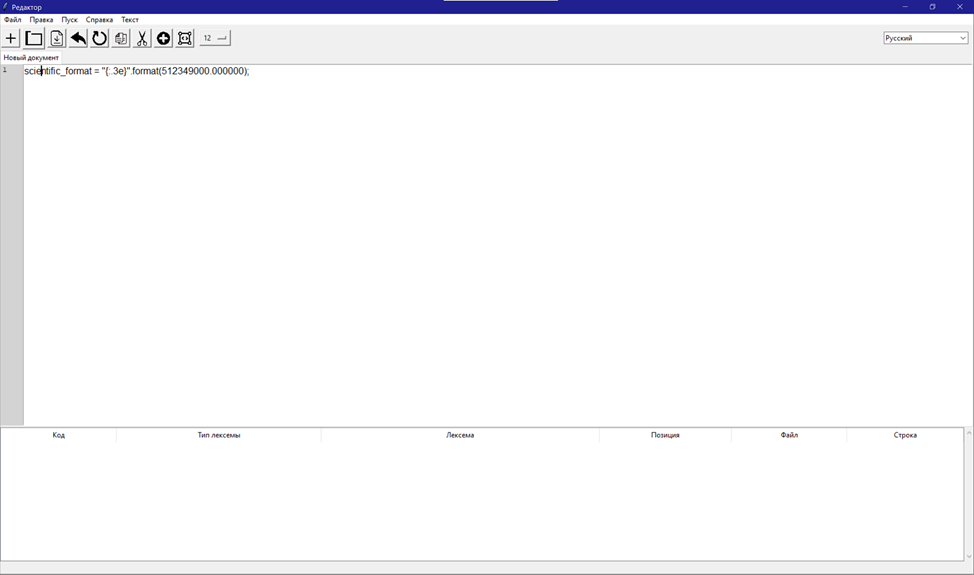 Редактор
Файл Правка Пуск Справка Текст
12
Русский
Новый документ
1
scientific_format = "{:.3e}".format(512349000.000000);
Код Тип лексемы Лексема Позиция Файл Строка